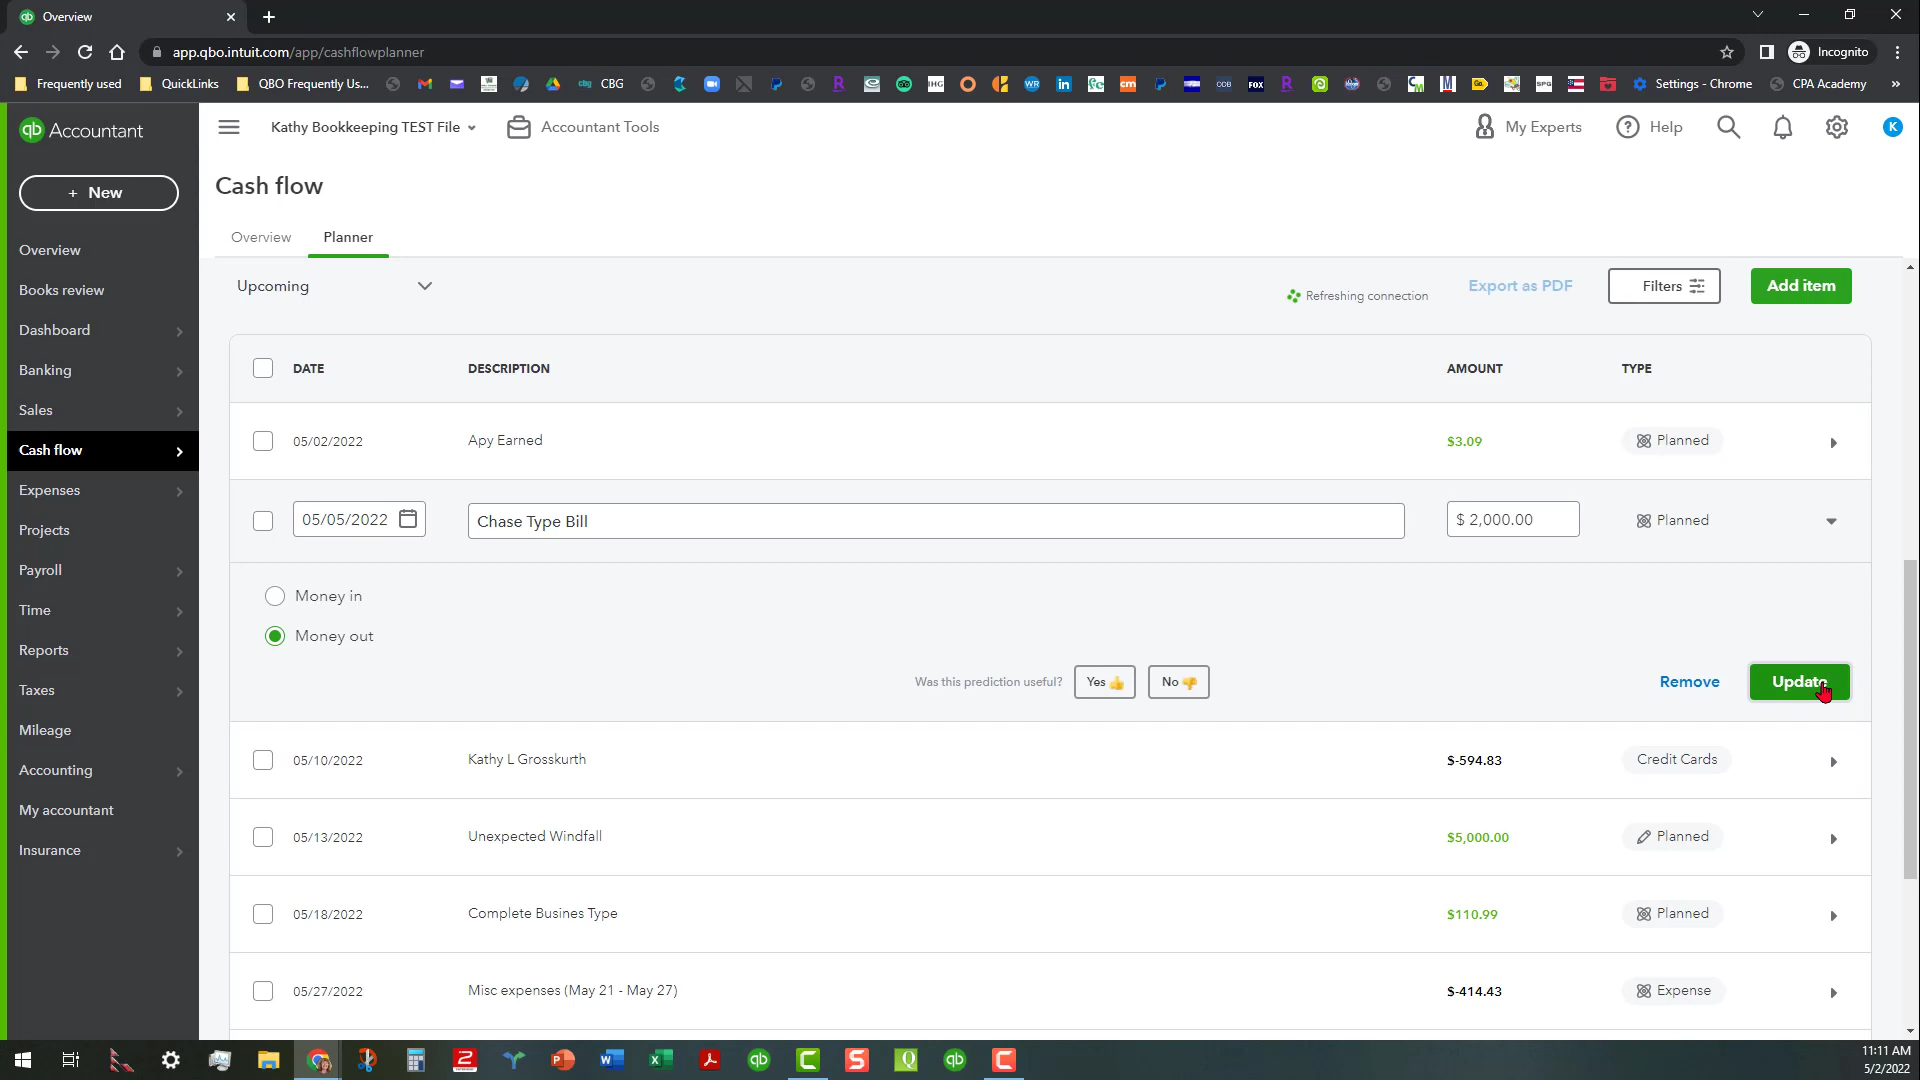 Overview
app.qbo.intuit.com/app/cashflowplanner
Incognito
Frequently used
QuickLinks
QBO Frequently Us...
CBG
Settings - Chrome
CPA Academy
»
qb Accountant
Kathy Bookkeeping TEST File
Accountant Tools
My Experts
Help
K
+ New
Overview
Books review
Dashboard
Banking
Sales
Cash flow
Expenses
Projects
Payroll
Time
Reports
Taxes
Mileage
Accounting
My accountant
Insurance
Cash flow
Overview
Planner
Upcoming
Refreshing connection
Export as PDF
Filters
Add item
DATE DESCRIPTION AMOUNT TYPE
05/02/2022 Apy Earned $3.09 Planned
05/05/2022 Chase Type Bill $ 2,000.00 Planned
Money in
Money out
Was this prediction useful? Yes No Remove Update
05/10/2022 Kathy L Grosskurth $-594.83 Credit Cards
05/13/2022 Unexpected Windfall $5,000.00 Planned
05/18/2022 Complete Busines Type $110.99 Planned
05/27/2022 Misc expenses (May 21 - May 27) $-414.43 Expense
11:11 AM
5/2/2022